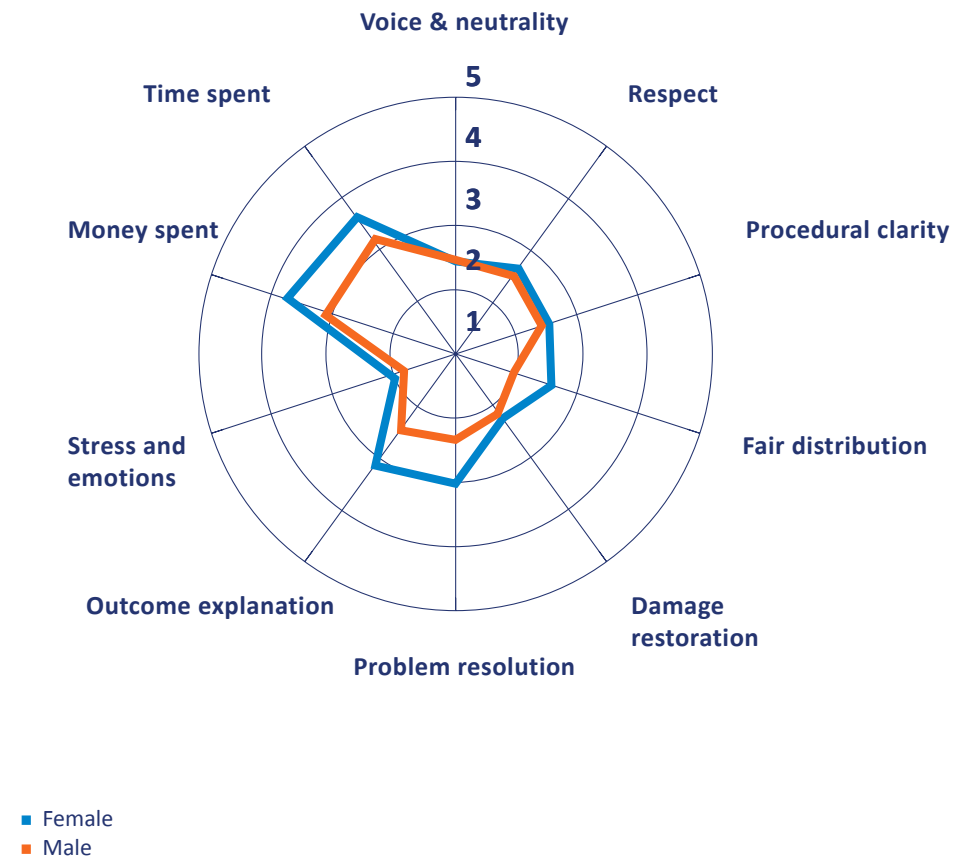 Voice & neutrality
5
Time spent
Respect
4
3
Money spent
Procedural clarity
2
1
Stress and
emotions
Fair distribution
Outcome explanation
Damage
restoration
Problem resolution
Female
Male